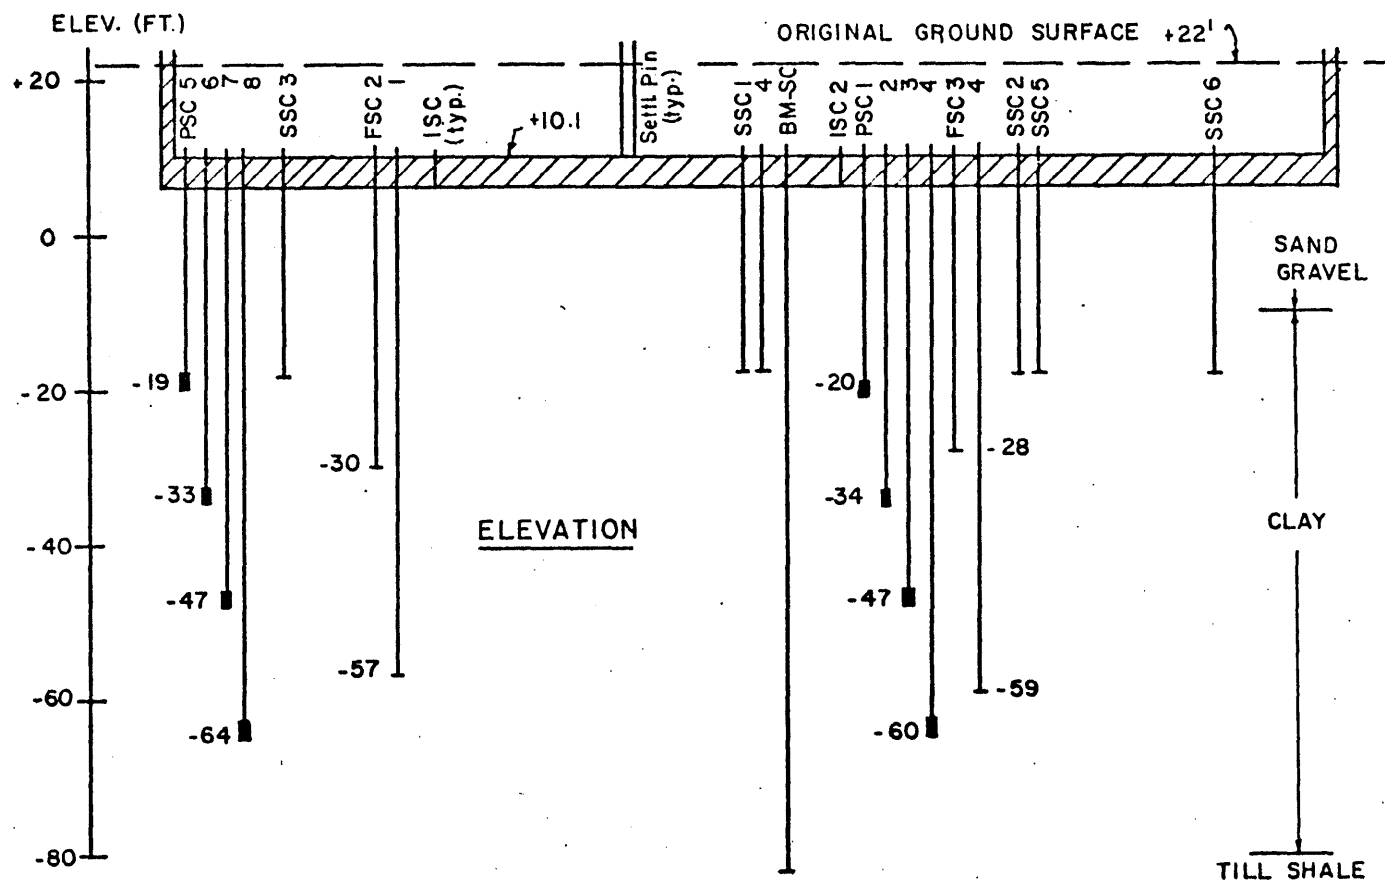 ELEV. (FT.)
ORIGINAL GROUND SURFACE +22'
+20
0
-20
-40
-60
-80
PSC 5
6
7
8
SSC 3
FSC 2
1
ISC
(typ.)
+10.1
Settl. Pin
(typ.)
SSC 1
4
BM-SC
ISC 2
PSC 1
2
3
4
FSC 3
4
SSC 2
SSC 5
SSC 6
SAND
GRAVEL
-19
-20
-30
-28
-33
-34
ELEVATION
CLAY
-47
-47
-57
-59
-64
-60
TILL SHALE